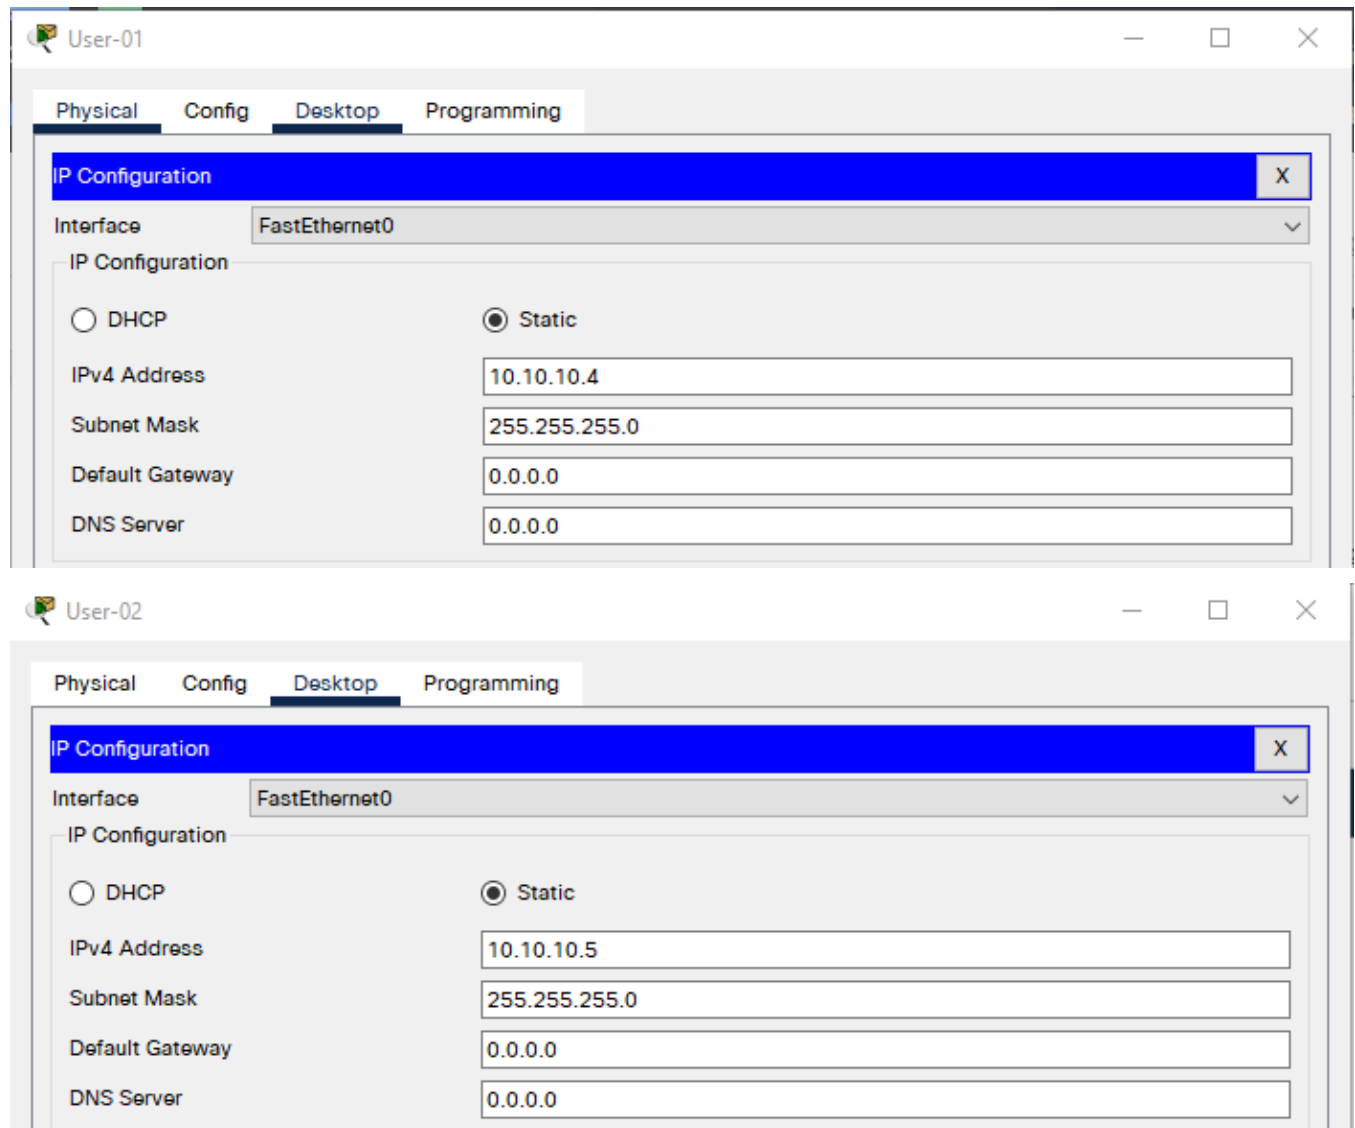 User-01
Physical Config Desktop Programming
IP Configuration X
Interface FastEthernet0
IP Configuration
DHCP Static
IPv4 Address 10.10.10.4
Subnet Mask 255.255.255.0
Default Gateway 0.0.0.0
DNS Server 0.0.0.0
User-02
Physical Config Desktop Programming
IP Configuration X
Interface FastEthernet0
IP Configuration
DHCP Static
IPv4 Address 10.10.10.5
Subnet Mask 255.255.255.0
Default Gateway 0.0.0.0
DNS Server 0.0.0.0